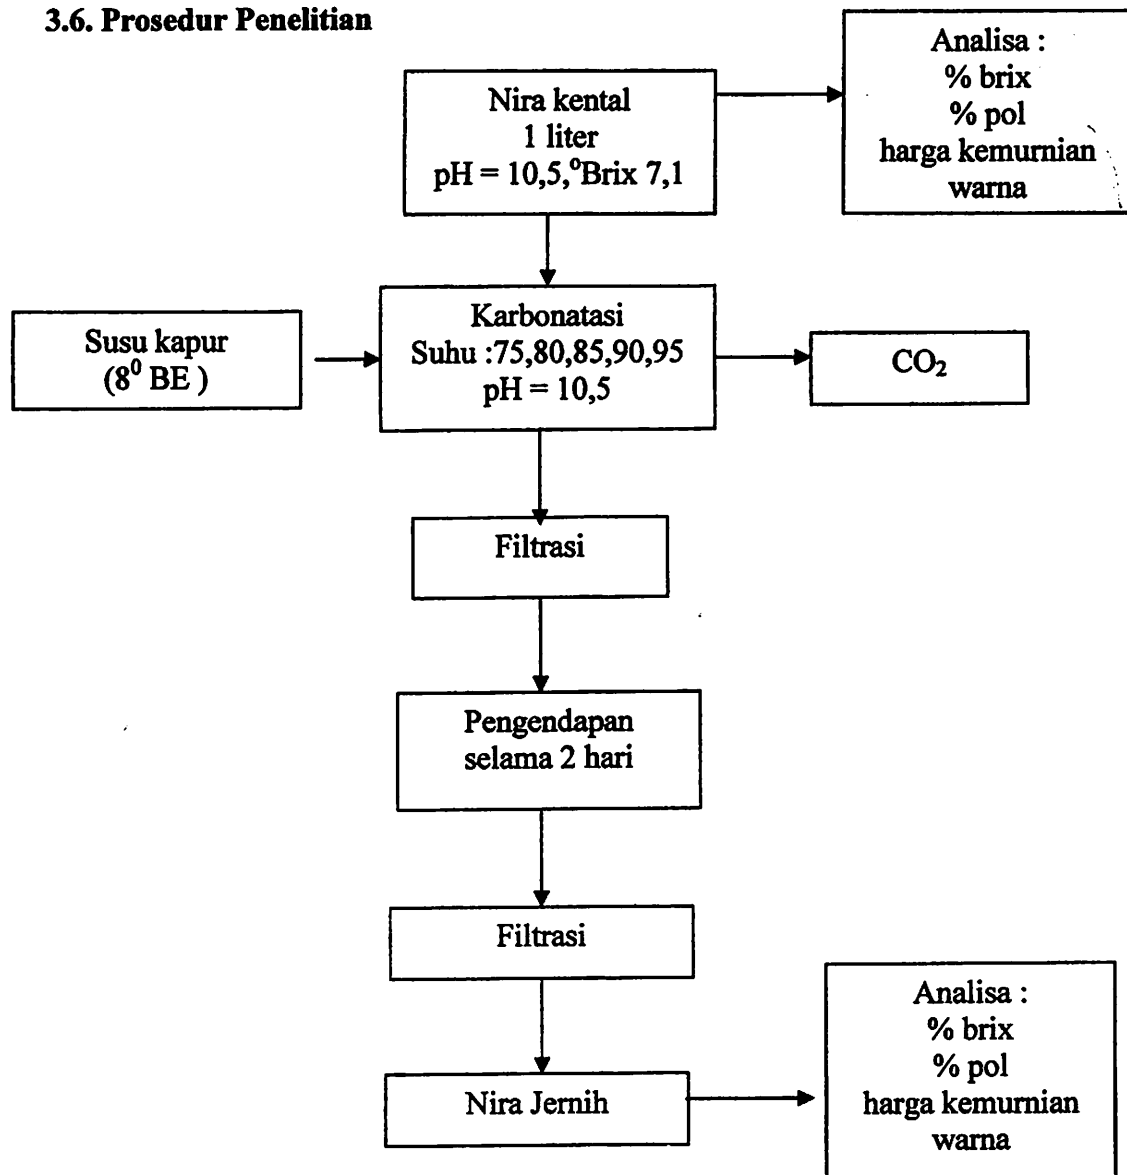 3.6. Prosedur Penelitian
Analisa :
% brix
% pol
harga kemurnian
warna
Nira kental
1 liter
pH = 10,5,ºBrix 7,1
Susu kapur
(8⁰ BE )
Karbonatasi
Suhu :75,80,85,90,95
pH = 10,5
CO₂
Filtrasi
Pengendapan
selama 2 hari
Filtrasi
Nira Jernih
Analisa :
% brix
% pol
harga kemurnian
warna